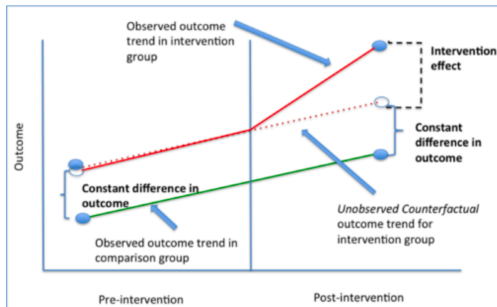 Observed outcome
trend in intervention
group
Intervention
effect
Outcome
Constant difference in
outcome
Constant
difference in
outcome
Observed outcome trend in
comparison group
Unobserved Counterfactual
outcome trend for
intervention group
Pre-intervention
Post-intervention